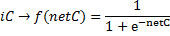 iC → f(netC) = 1 / (1 + e^−netC)